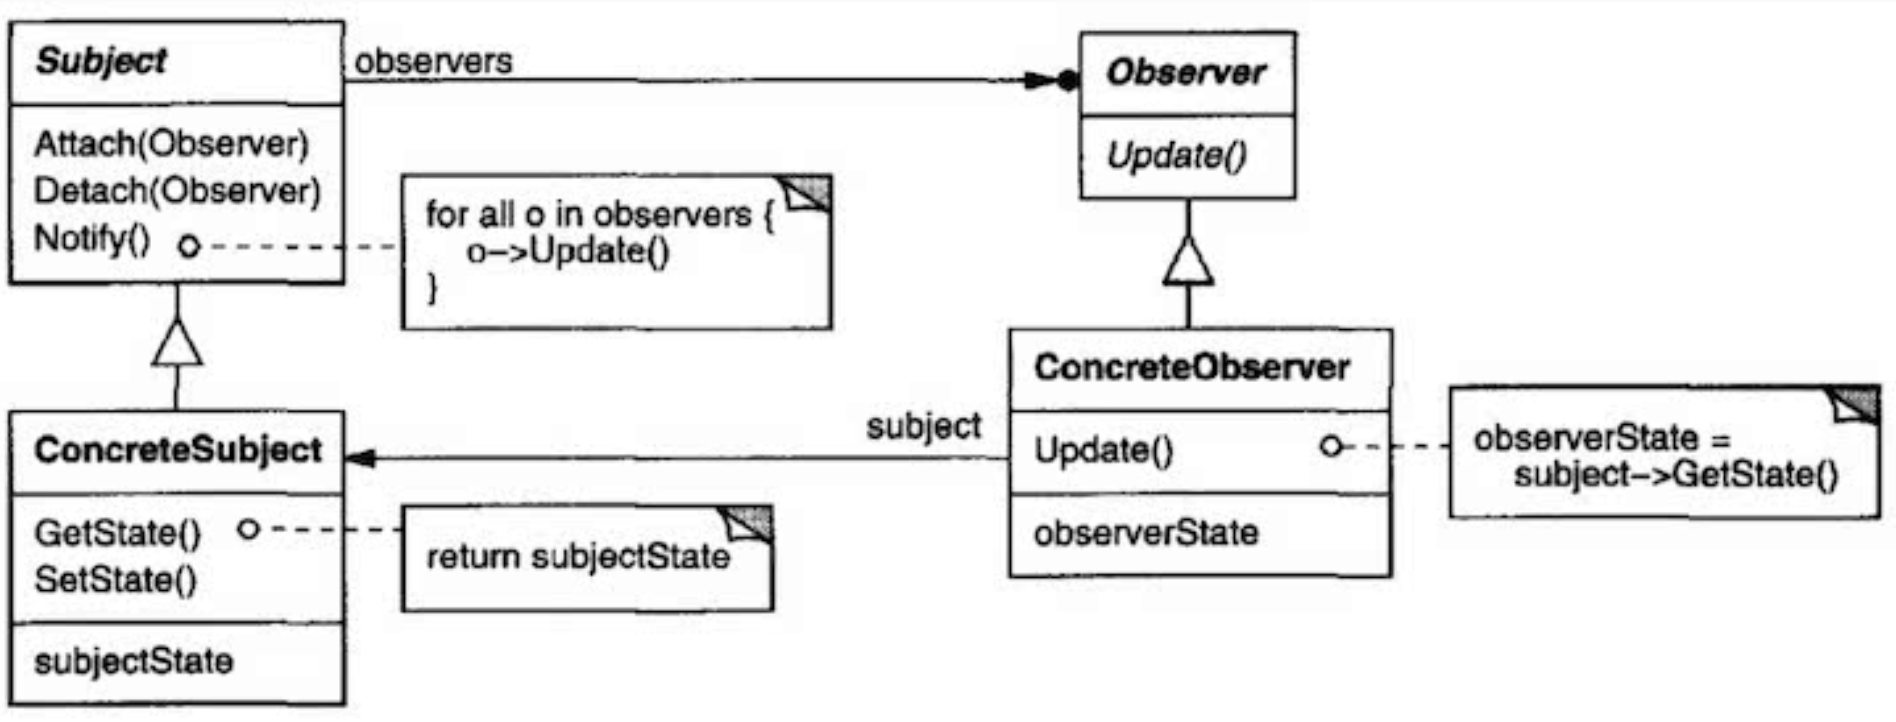 Subject
Attach(Observer)
Detach(Observer)
Notify()
observers
for all o in observers {
o–>Update()
}
Observer
Update()
ConcreteSubject
GetState()
SetState()
subjectState
return subjectState
subject
ConcreteObserver
Update()
observerState
observerState =
subject–>GetState()